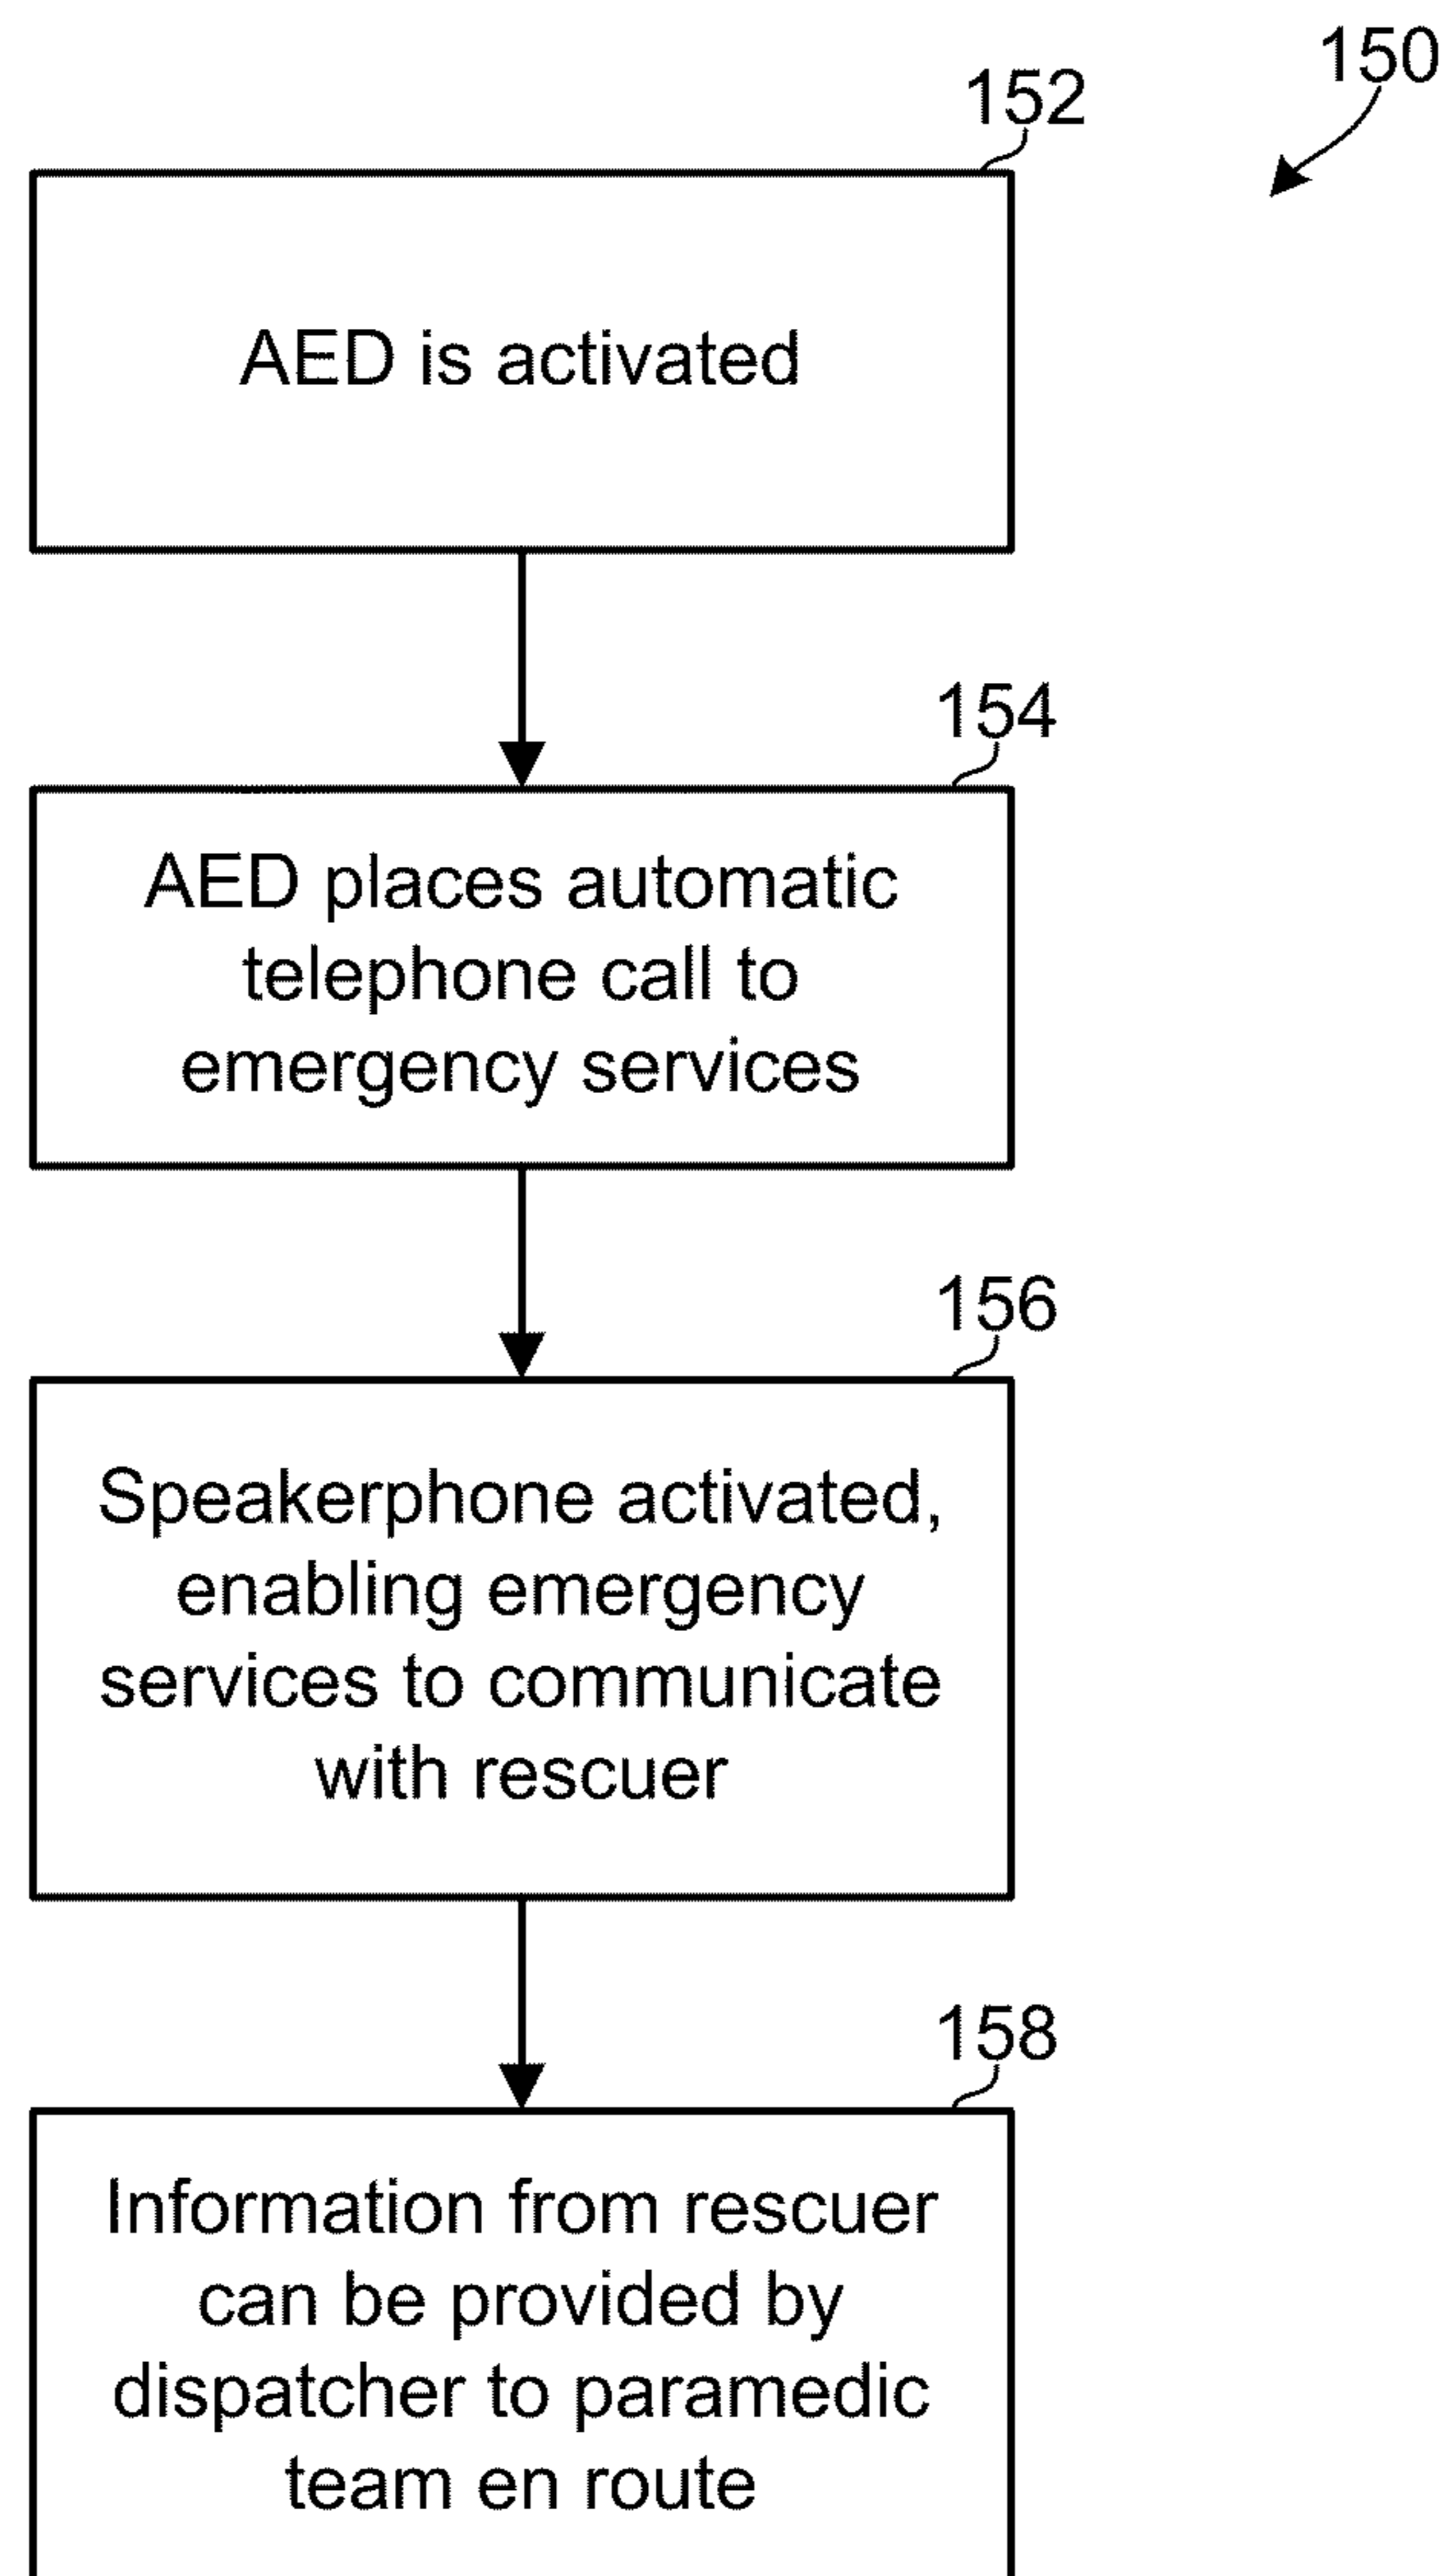 150
152
AED is activated
154
AED places automatic
telephone call to
emergency services
156
Speakerphone activated,
enabling emergency
services to communicate
with rescuer
158
Information from rescuer
can be provided by
dispatcher to paramedic
team en route